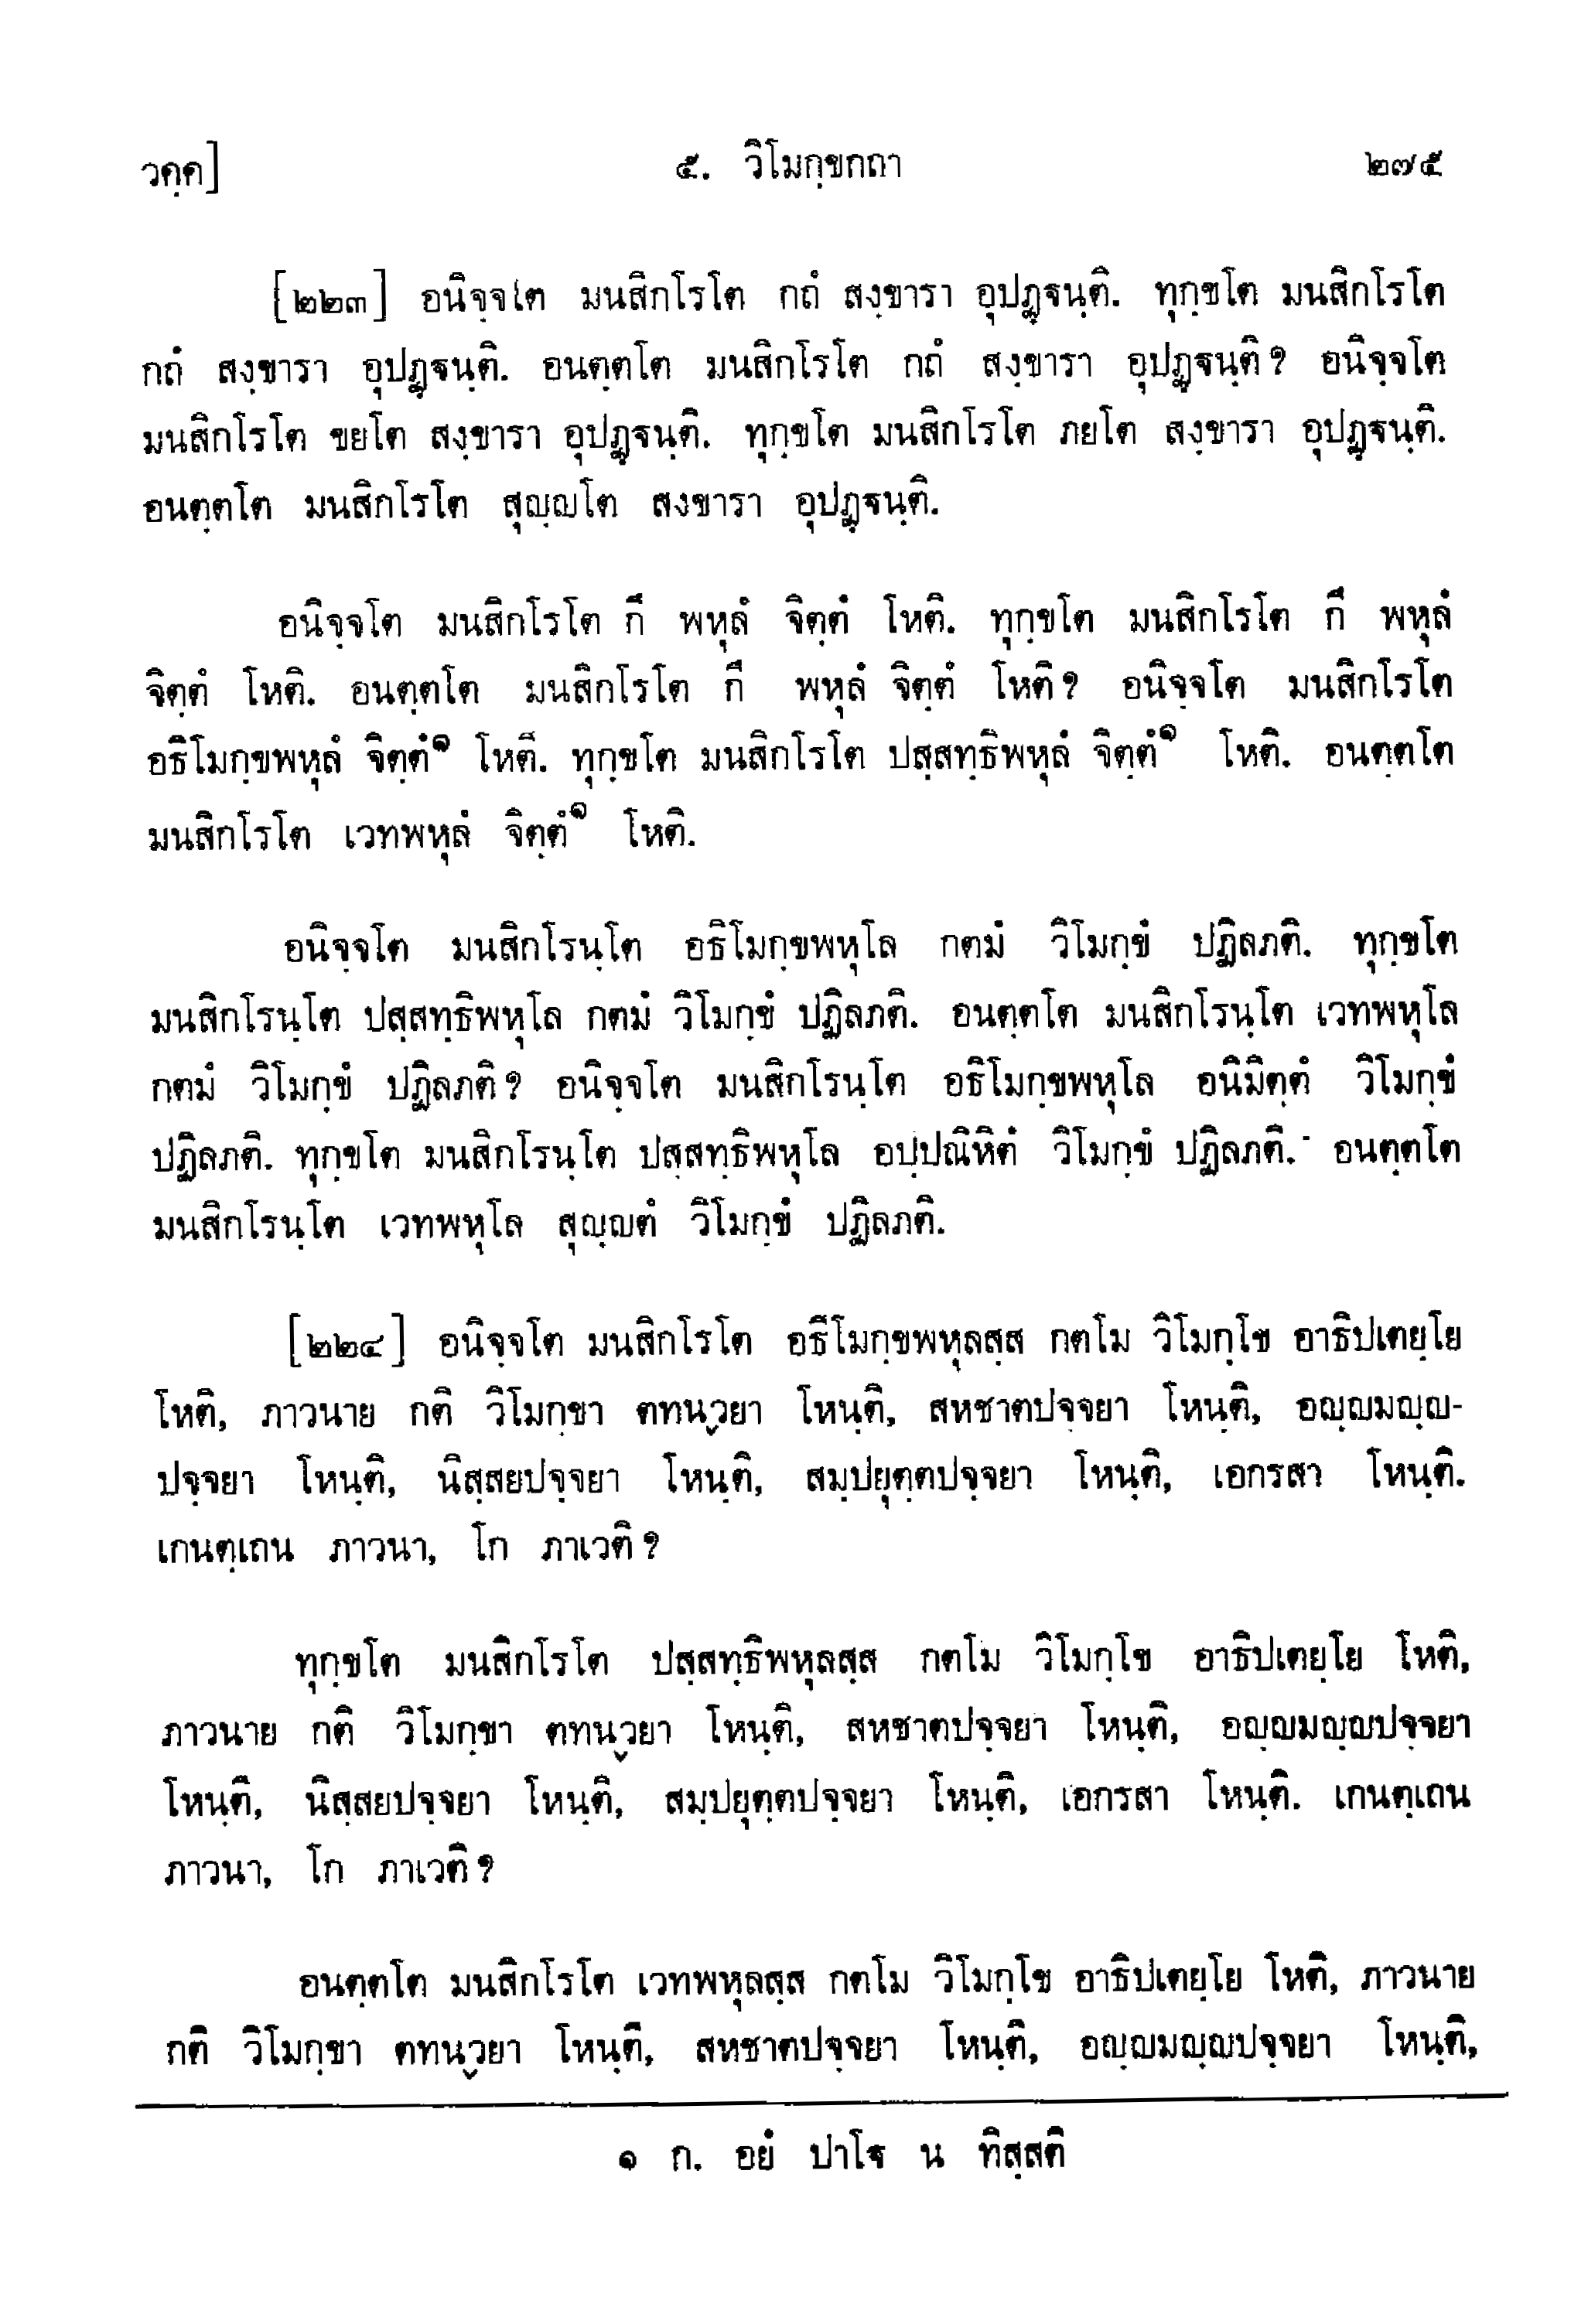 วคฺค]
๕. วิโมกฺขกถา
๒๗๕
[๒๒๓] อนิจฺจโต มนสิกโรโต กถํ สงฺขารา อุปฏฺฐนฺติ. ทุกฺขโต มนสิกโรโต
กถํ สงฺขารา อุปฏฺฐนฺติ. อนตฺตโต มนสิกโรโต กถํ สงฺขารา อุปฏฺฐนฺติ? อนิจฺจโต
มนสิกโรโต ขยโต สงฺขารา อุปฏฺฐนฺติ. ทุกฺขโต มนสิกโรโต ภยโต สงฺขารา อุปฏฺฐนฺติ.
อนตฺตโต มนสิกโรโต สุญฺญโต สงขารา อุปฏฺฐนฺติ.
อนิจฺจโต มนสิกโรโต กึ พหุลํ จิตฺตํ โหติ. ทุกฺขโต มนสิกโรโต กึ พหุลํ
จิตฺตํ โหติ. อนตฺตโต มนสิกโรโต กึ พหุลํ จิตฺตํ โหติ? อนิจฺจโต มนสิกโรโต
อธิโมกฺขพหุลํ จิตฺตํ๑ โหติ. ทุกฺขโต มนสิกโรโต ปสฺสทฺธิพหุลํ จิตฺตํ๑ โหติ. อนตฺตโต
มนสิกโรโต เวทพหุลํ จิตฺตํ๑ โหติ.
อนิจฺจโต มนสิกโรนฺโต อธิโมกฺขพหุโล กตมํ วิโมกฺขํ ปฏิลภติ. ทุกฺขโต
มนสิกโรนฺโต ปสฺสทฺธิพหุโล กตมํ วิโมกฺขํ ปฏิลภติ. อนตฺตโต มนสิกโรนฺโต เวทพหุโล
กตมํ วิโมกฺขํ ปฏิลภติ? อนิจฺจโต มนสิกโรนฺโต อธิโมกฺขพหุโล อนิมิตฺตํ วิโมกฺขํ
ปฏิลภติ. ทุกฺขโต มนสิกโรนฺโต ปสฺสทฺธิพหุโล อปฺปณิหิตํ วิโมกฺขํ ปฏิลภติ. อนตฺตโต
มนสิกโรนฺโต เวทพหุโล สุญฺญตํ วิโมกฺขํ ปฏิลภติ.
[๒๒๔] อนิจฺจโต มนสิกโรโต อธิโมกฺขพหุลสฺส กตโม วิโมกฺโข อาธิปเตยฺโย
โหติ, ภาวนาย กติ วิโมกฺขา ตทนฺวยา โหนฺติ, สหชาตปจฺจยา โหนฺติ, อญฺญมญฺญ-
ปจฺจยา โหนฺติ, นิสฺสยปจฺจยา โหนฺติ, สมฺปยุตฺตปจฺจยา โหนฺติ, เอกรสา โหนฺติ.
เกนตฺเถน ภาวนา, โก ภาเวติ?
ทุกฺขโต มนสิกโรโต ปสฺสทฺธิพหุลสฺส กตโม วิโมกฺโข อาธิปเตยฺโย โหติ,
ภาวนาย กติ วิโมกฺขา ตทนฺวยา โหนฺติ, สหชาตปจฺจยา โหนฺติ, อญฺญมญฺญปจฺจยา
โหนฺติ, นิสฺสยปจฺจยา โหนฺติ, สมฺปยุตฺตปจฺจยา โหนฺติ, เอกรสา โหนฺติ. เกนตฺเถน
ภาวนา, โก ภาเวติ?
อนตฺตโต มนสิกโรโต เวทพหุลสฺส กตโม วิโมกฺโข อาธิปเตยฺโย โหติ, ภาวนาย
กติ วิโมกฺขา ตทนฺวยา โหนฺติ, สหชาตปจฺจยา โหนฺติ, อญฺญมญฺญปจฺจยา โหนฺติ,
๑ ก. อยํ ปาโฐ น ทิสฺสติ